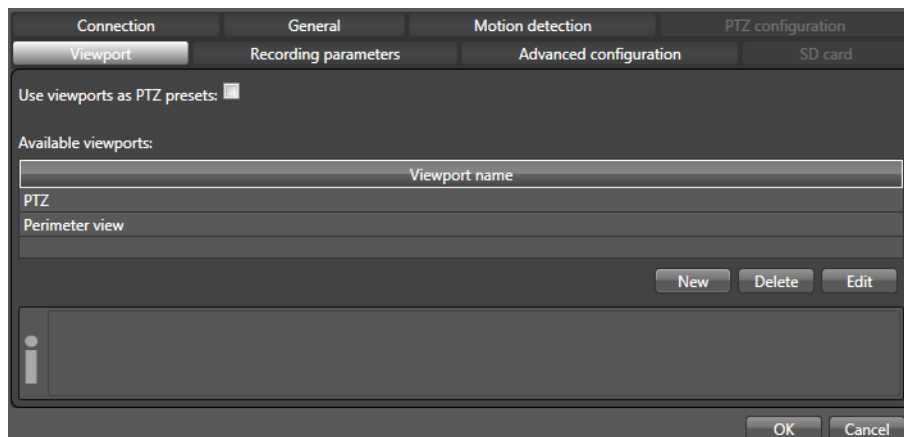 Connection General Motion detection PTZ configuration
Viewport Recording parameters Advanced configuration SD card
Use viewports as PTZ presets:
Available viewports:
Viewport name
PTZ
Perimeter view
New Delete Edit
OK Cancel